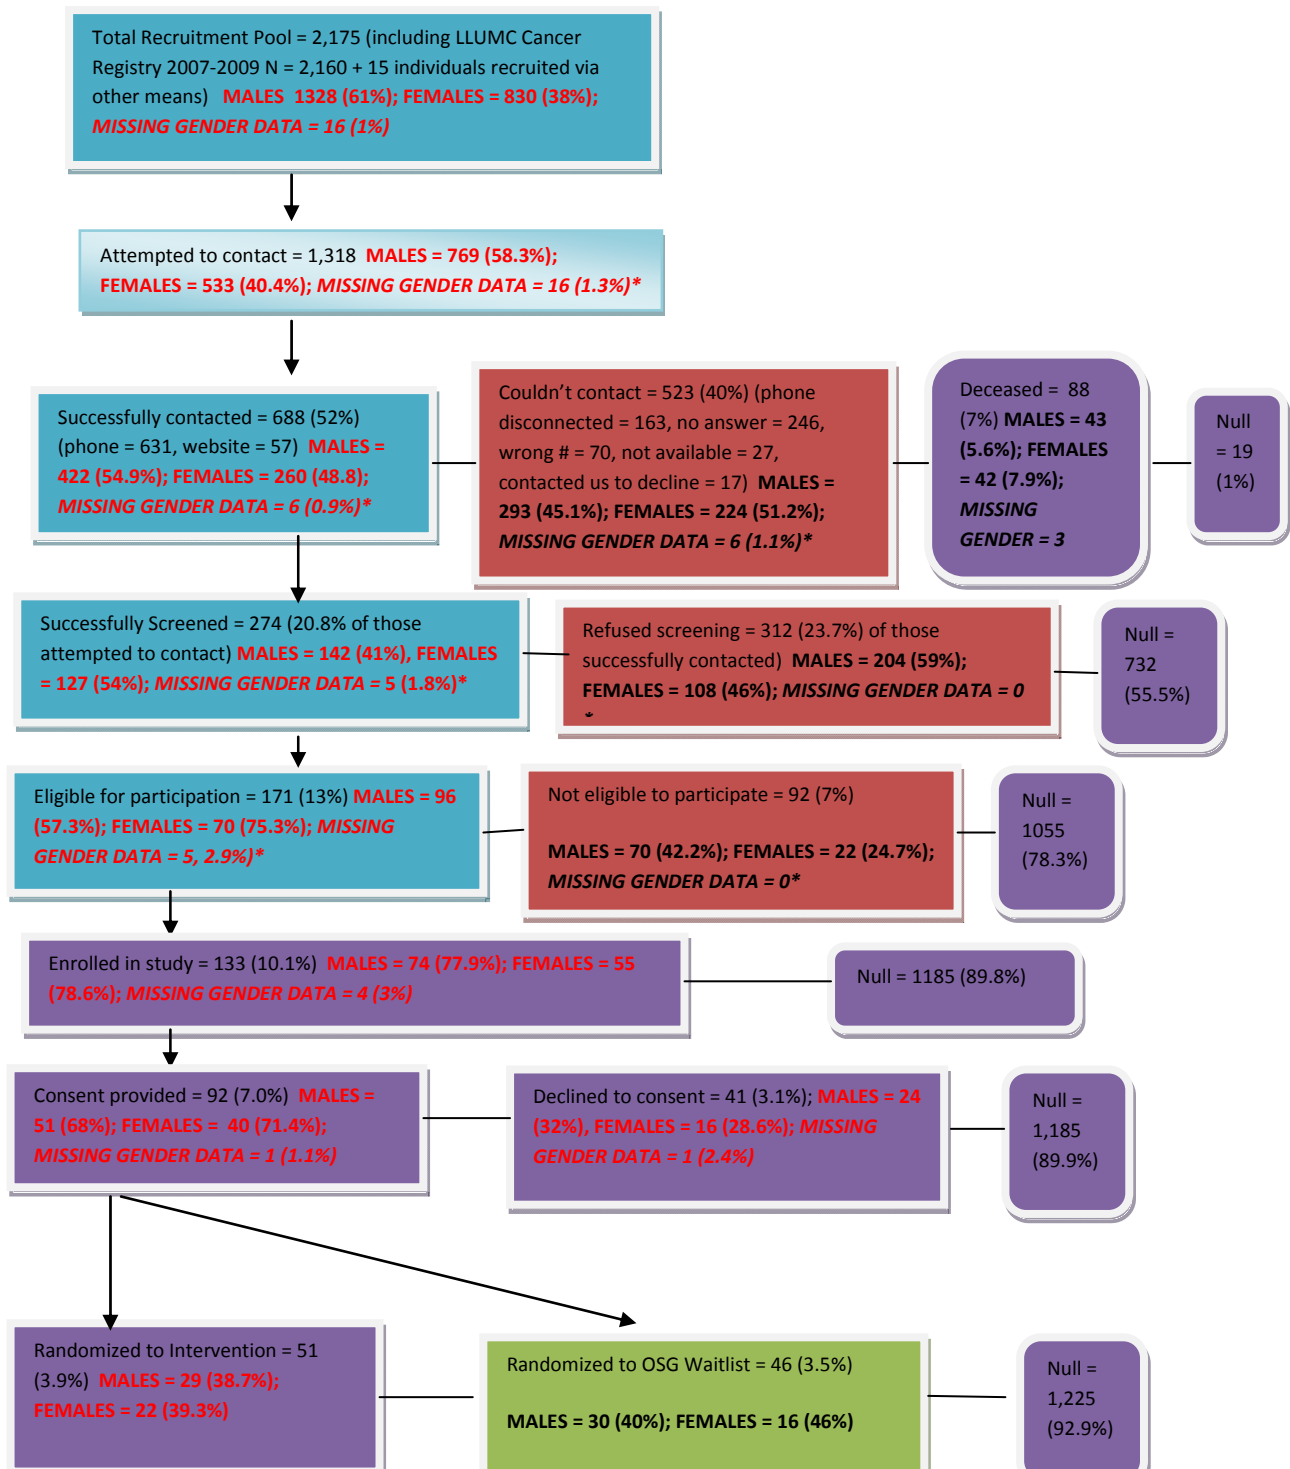 Total Recruitment Pool = 2,175 (including LLUMC Cancer
Registry 2007-2009 N = 2,160 + 15 individuals recruited via
other means) MALES 1328 (61%); FEMALES = 830 (38%);
MISSING GENDER DATA = 16 (1%)
Attempted to contact = 1,318 MALES = 769 (58.3%);
FEMALES = 533 (40.4%); MISSING GENDER DATA = 16 (1.3%)*
Successfully contacted = 688 (52%)
(phone = 631, website = 57) MALES =
422 (54.9%); FEMALES = 260 (48.8);
MISSING GENDER DATA = 6 (0.9%)*
Couldn't contact = 523 (40%) (phone
disconnected = 163, no answer = 246,
wrong # = 70, not available = 27,
contacted us to decline = 17) MALES =
293 (45.1%); FEMALES = 224 (51.2%);
MISSING GENDER DATA = 6 (1.1%)*
Deceased = 88
(7%) MALES = 43
(5.6%); FEMALES
= 42 (7.9%);
MISSING
GENDER = 3
Null
= 19
(1%)
Successfully Screened = 274 (20.8% of those
attempted to contact) MALES = 142 (41%), FEMALES
= 127 (54%); MISSING GENDER DATA = 5 (1.8%)*
Refused screening = 312 (23.7%) of those
successfully contacted) MALES = 204 (59%);
FEMALES = 108 (46%); MISSING GENDER DATA = 0
*
Null =
732
(55.5%)
Eligible for participation = 171 (13%) MALES = 96
(57.3%); FEMALES = 70 (75.3%); MISSING
GENDER DATA = 5, 2.9%)*
Not eligible to participate = 92 (7%)
MALES = 70 (42.2%); FEMALES = 22 (24.7%);
MISSING GENDER DATA = 0*
Null =
1055
(78.3%)
Enrolled in study = 133 (10.1%) MALES = 74 (77.9%); FEMALES = 55
(78.6%); MISSING GENDER DATA = 4 (3%)
Null = 1185 (89.8%)
Consent provided = 92 (7.0%) MALES =
51 (68%); FEMALES = 40 (71.4%);
MISSING GENDER DATA = 1 (1.1%)
Declined to consent = 41 (3.1%); MALES = 24
(32%), FEMALES = 16 (28.6%); MISSING
GENDER DATA = 1 (2.4%)
Null =
1,185
(89.9%)
Randomized to Intervention = 51
(3.9%) MALES = 29 (38.7%);
FEMALES = 22 (39.3%)
Randomized to OSG Waitlist = 46 (3.5%)
MALES = 30 (40%); FEMALES = 16 (46%)
Null =
1,225
(92.9%)